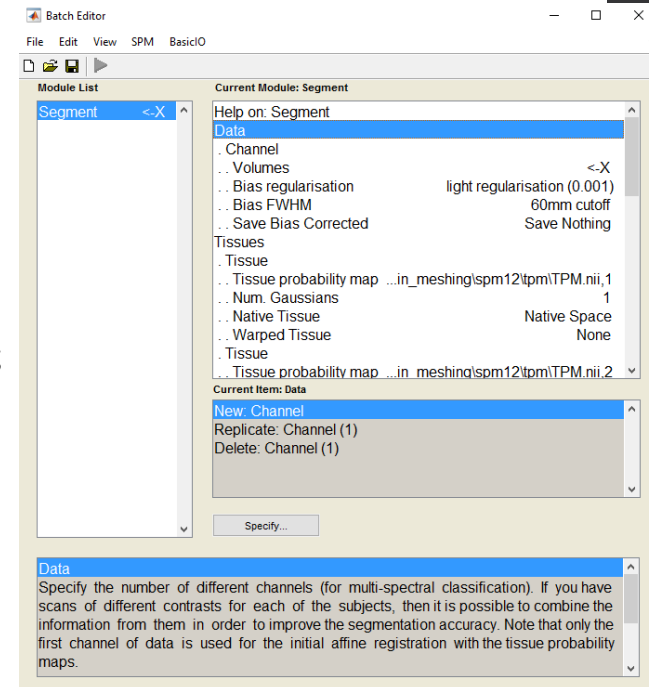 Batch Editor
File Edit View SPM BasicIO
Module List
Segment <-X
Current Module: Segment
Help on: Segment
Data
. Channel
. . Volumes <-X
. . Bias regularisation light regularisation (0.001)
. . Bias FWHM 60mm cutoff
. . Save Bias Corrected Save Nothing
Tissues
. Tissue
. . Tissue probability map ...in_meshing\spm12\tpm\TPM.nii,1
. . Num. Gaussians 1
. . Native Tissue Native Space
. . Warped Tissue None
. Tissue
. . Tissue probability map ...in_meshing\spm12\tpm\TPM.nii,2
Current Item: Data
New: Channel
Replicate: Channel (1)
Delete: Channel (1)
Specify...
Data
Specify the number of different channels (for multi-spectral classification). If you have
scans of different contrasts for each of the subjects, then it is possible to combine the
information from them in order to improve the segmentation accuracy. Note that only the
first channel of data is used for the initial affine registration with the tissue probability
maps.